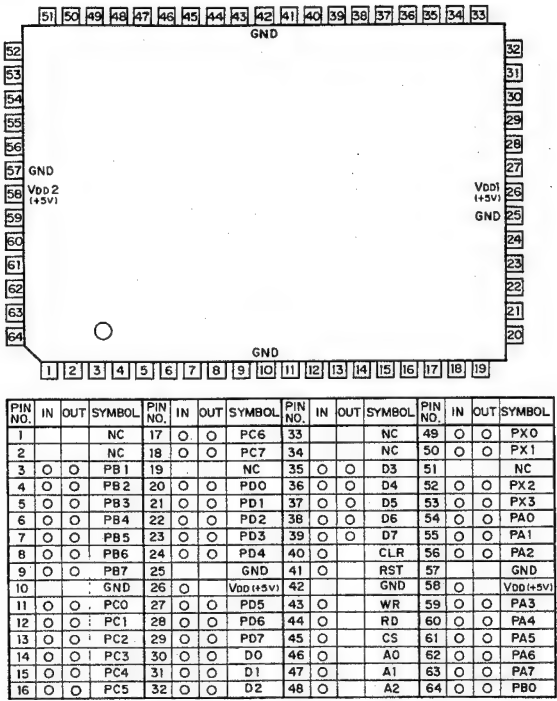 51 50 49 48 47 46 45 44 43 42 41 40 39 38 37 36 35 34 33
GND
52 32
53 31
54 30
55 29
56 28
57 GND 27
58 VDD2 (+5V) VDD1 (+5V) 26
59 GND 25
60 24
61 23
62 22
63 21
64 20
GND
1 2 3 4 5 6 7 8 9 10 11 12 13 14 15 16 17 18 19
PIN NO. IN OUT SYMBOL PIN NO. IN OUT SYMBOL PIN NO. IN OUT SYMBOL PIN NO. IN OUT SYMBOL
1 NC 17 O O PC6 33 NC 49 O O PX0
2 NC 18 O O PC7 34 NC 50 O O PX1
3 O O PB1 19 NC 35 O O D3 51 NC
4 O O PB2 20 O O PD0 36 O O D4 52 O O PX2
5 O O PB3 21 O O PD1 37 O O D5 53 O O PX3
6 O O PB4 22 O O PD2 38 O O D6 54 O O PA0
7 O O PB5 23 O O PD3 39 O O D7 55 O O PA1
8 O O PB6 24 O O PD4 40 O CLR 56 O O PA2
9 O O PB7 25 GND 41 O RST 57 GND
10 GND 26 O VDD(+5V) 42 GND 58 O VDD(+5V)
11 O O PC0 27 O O PD5 43 O WR 59 O O PA3
12 O O PC1 28 O O PD6 44 O RD 60 O O PA4
13 O O PC2 29 O O PD7 45 O CS 61 O O PA5
14 O O PC3 30 O O D0 46 O A0 62 O O PA6
15 O O PC4 31 O O D1 47 O A1 63 O O PA7
16 O O PC5 32 O O D2 48 O A2 64 O O PB0